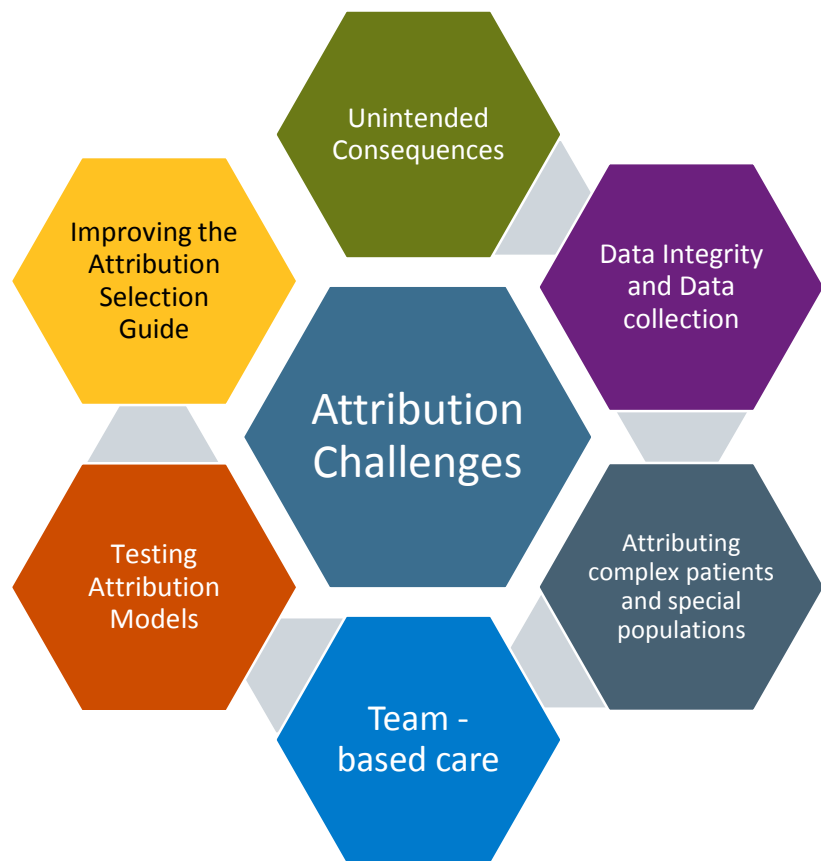 Unintended
Consequences
Improving the
Attribution
Selection
Guide
Data Integrity
and Data
collection
Attribution
Challenges
Testing
Attribution
Models
Attributing
complex patients
and special
populations
Team -
based care